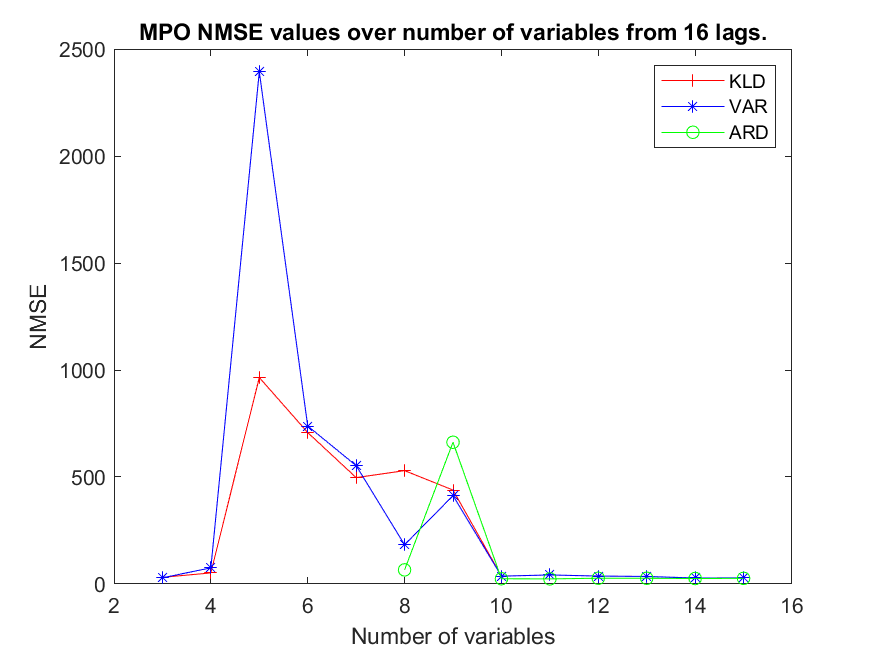 MPO NMSE values over number of variables from 16 lags.
2500
2000
1500
1000
500
0
NMSE
KLD
VAR
ARD
2 4 6 8 10 12 14 16
Number of variables